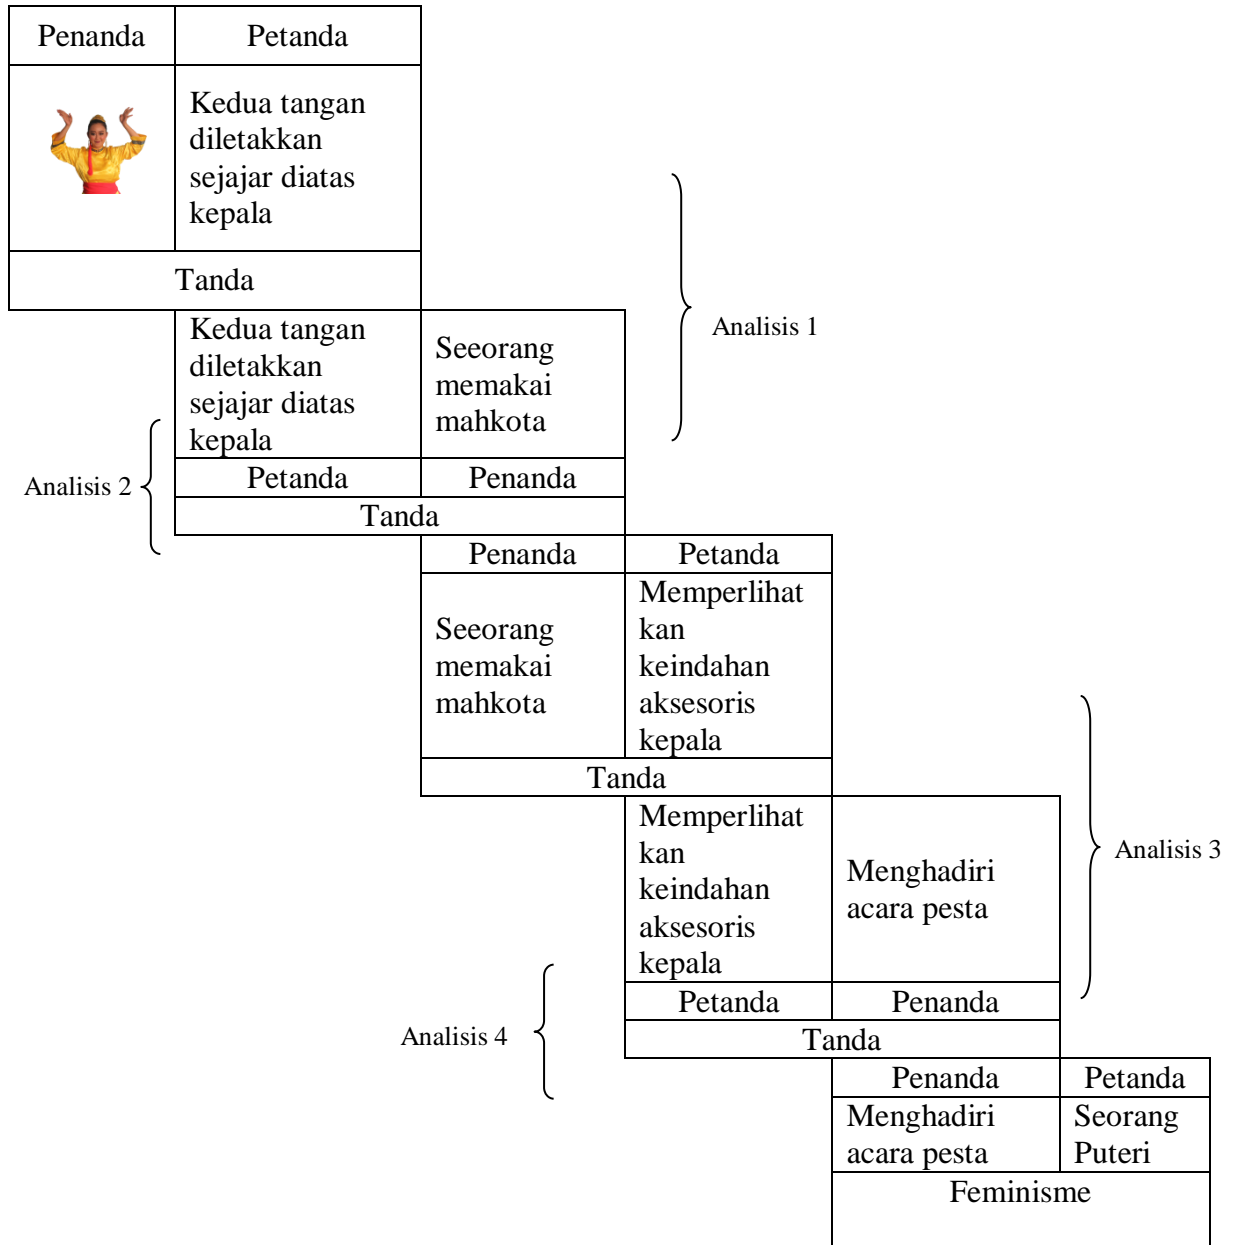 Penanda Petanda
Kedua tangan
diletakkan
sejajar diatas
kepala
Tanda
Kedua tangan
diletakkan
sejajar diatas
kepala
Seeorang
memakai
mahkota
Analisis 1
Petanda Penanda
Analisis 2
Tanda
Penanda Petanda
Seeorang
memakai
mahkota
Memperlihat
kan
keindahan
aksesoris
kepala
Tanda
Memperlihat
kan
keindahan
aksesoris
kepala
Menghadiri
acara pesta
Analisis 3
Petanda Penanda
Analisis 4
Tanda
Penanda Petanda
Menghadiri
acara pesta
Seorang
Puteri
Feminisme